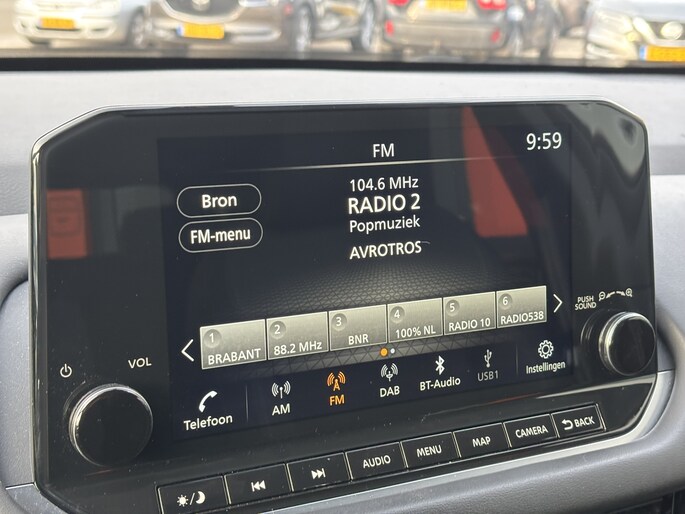 FM
9:59
Bron
FM-menu
104.6 MHz
RADIO 2
Popmuziek
AVROTROS
1
BRABANT
2
88.2 MHz
3
BNR
4
100% NL
5
RADIO 10
6
RADIO538
Telefoon
AM
A
FM
DAB
BT-Audio
USB1
Instellingen
VOL
PUSH
SOUND
AUDIO
MENU
MAP
CAMERA
BACK